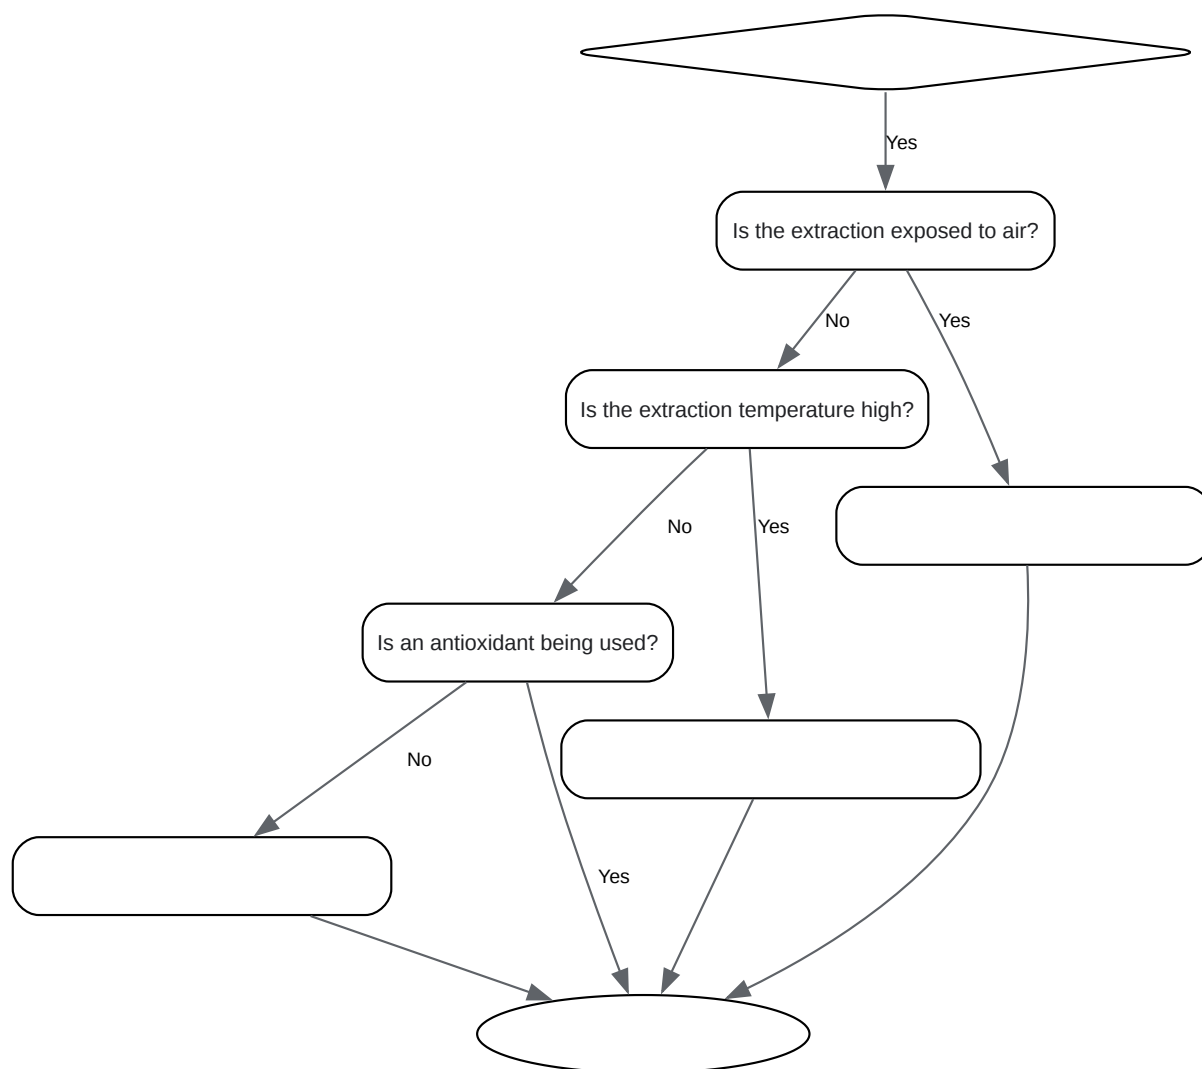 Yes
Is the extraction exposed to air?
No
Yes
Is the extraction temperature high?
No
Yes
Is an antioxidant being used?
No
Yes